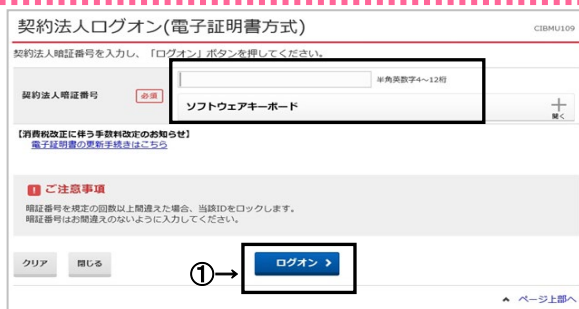 契約法人ログオン(電子証明書方式)
CIBMU109
契約法人暗証番号を入力し、「ログオン」ボタンを押してください。
契約法人暗証番号 必須
半角英数字4～12桁
ソフトウェアキーボード
開く
【消費税改正に伴う手数料改定のお知らせ】
電子証明書の更新手続きはこちら
ご注意事項
暗証番号を規定の回数以上間違えた場合、当該IDをロックします。
暗証番号はお間違えのないように入力してください。
クリア 閉じる ①→ ログオン
ページ上部へ